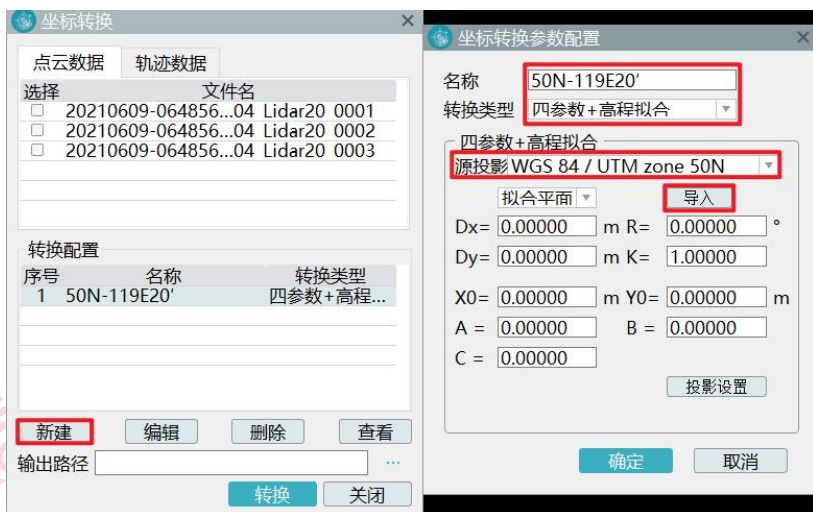 坐标转换
点云数据 轨迹数据
选择 文件名
20210609-064856...04 Lidar20 0001
20210609-064856...04 Lidar20 0002
20210609-064856...04 Lidar20 0003
转换配置
序号 名称 转换类型
1 50N-119E20′ 四参数+高程...
新建 编辑 删除 查看
输出路径 ...
转换 关闭
坐标转换参数配置
名称 50N-119E20′
转换类型 四参数+高程拟合
四参数+高程拟合
源投影 WGS 84 / UTM zone 50N
拟合平面 导入
Dx= 0.00000 m R= 0.00000 °
Dy= 0.00000 m K= 1.00000
X0= 0.00000 m Y0= 0.00000 m
A = 0.00000 B = 0.00000
C = 0.00000
投影设置
确定 取消